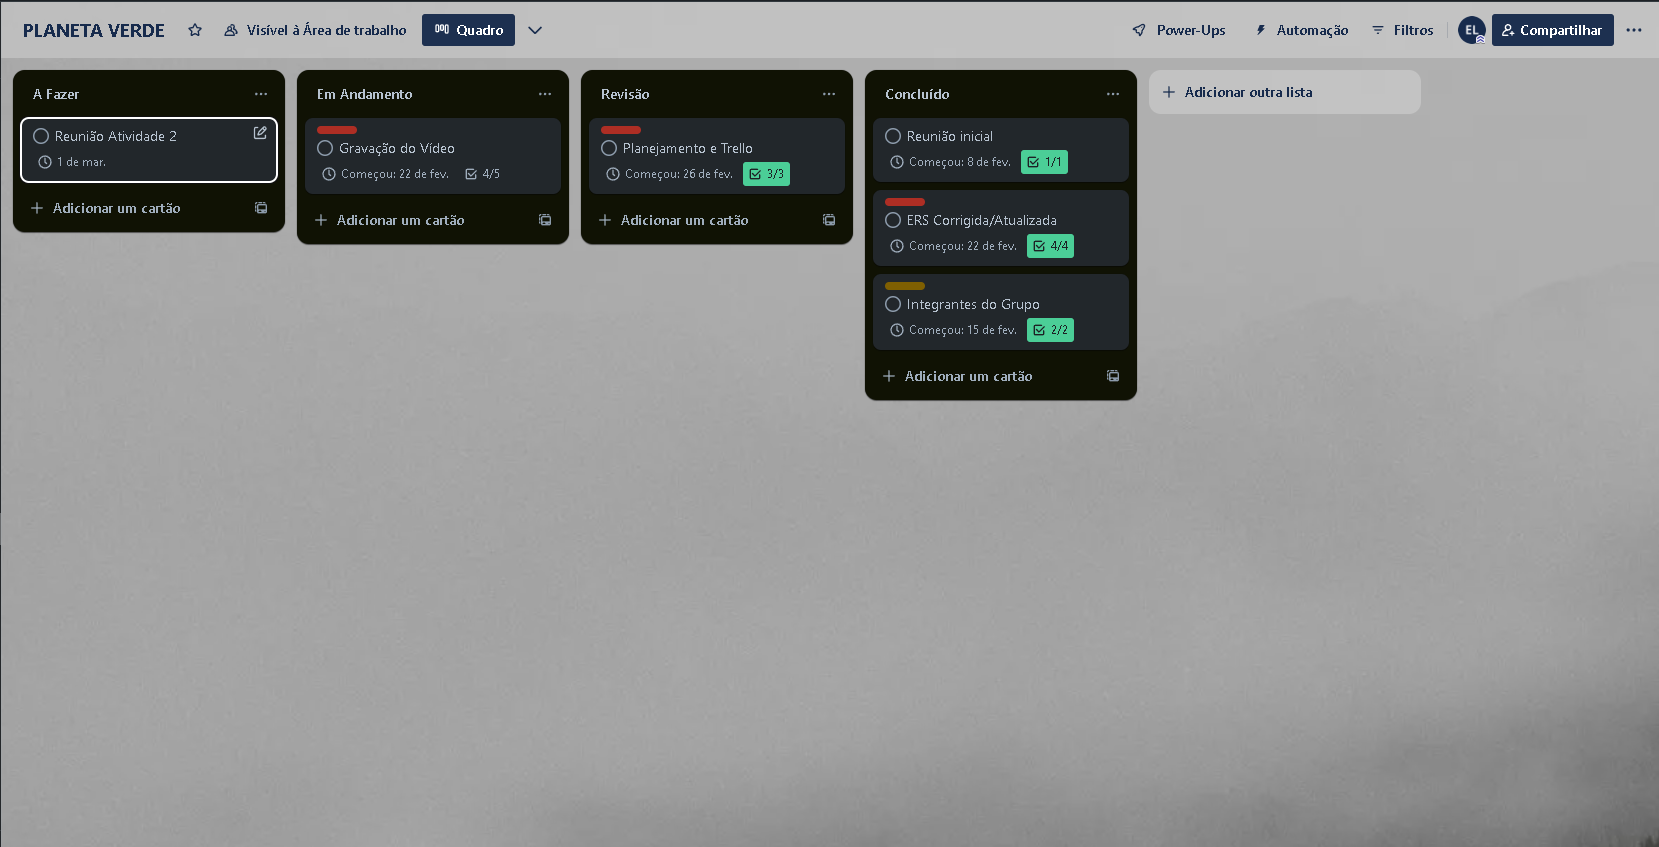 PLANETA VERDE
Visível à Área de trabalho
Quadro
Power-Ups
Automação
Filtros
EL
Compartilhar
A Fazer
Reunião Atividade 2
1 de mar.
Adicionar um cartão
Em Andamento
Gravação do Vídeo
Começou: 22 de fev. 4/5
Adicionar um cartão
Revisão
Planejamento e Trello
Começou: 26 de fev. 3/3
Adicionar um cartão
Concluído
Reunião inicial
Começou: 8 de fev. 1/1
ERS Corrigida/Atualizada
Começou: 22 de fev. 4/4
Integrantes do Grupo
Começou: 15 de fev. 2/2
Adicionar um cartão
Adicionar outra lista